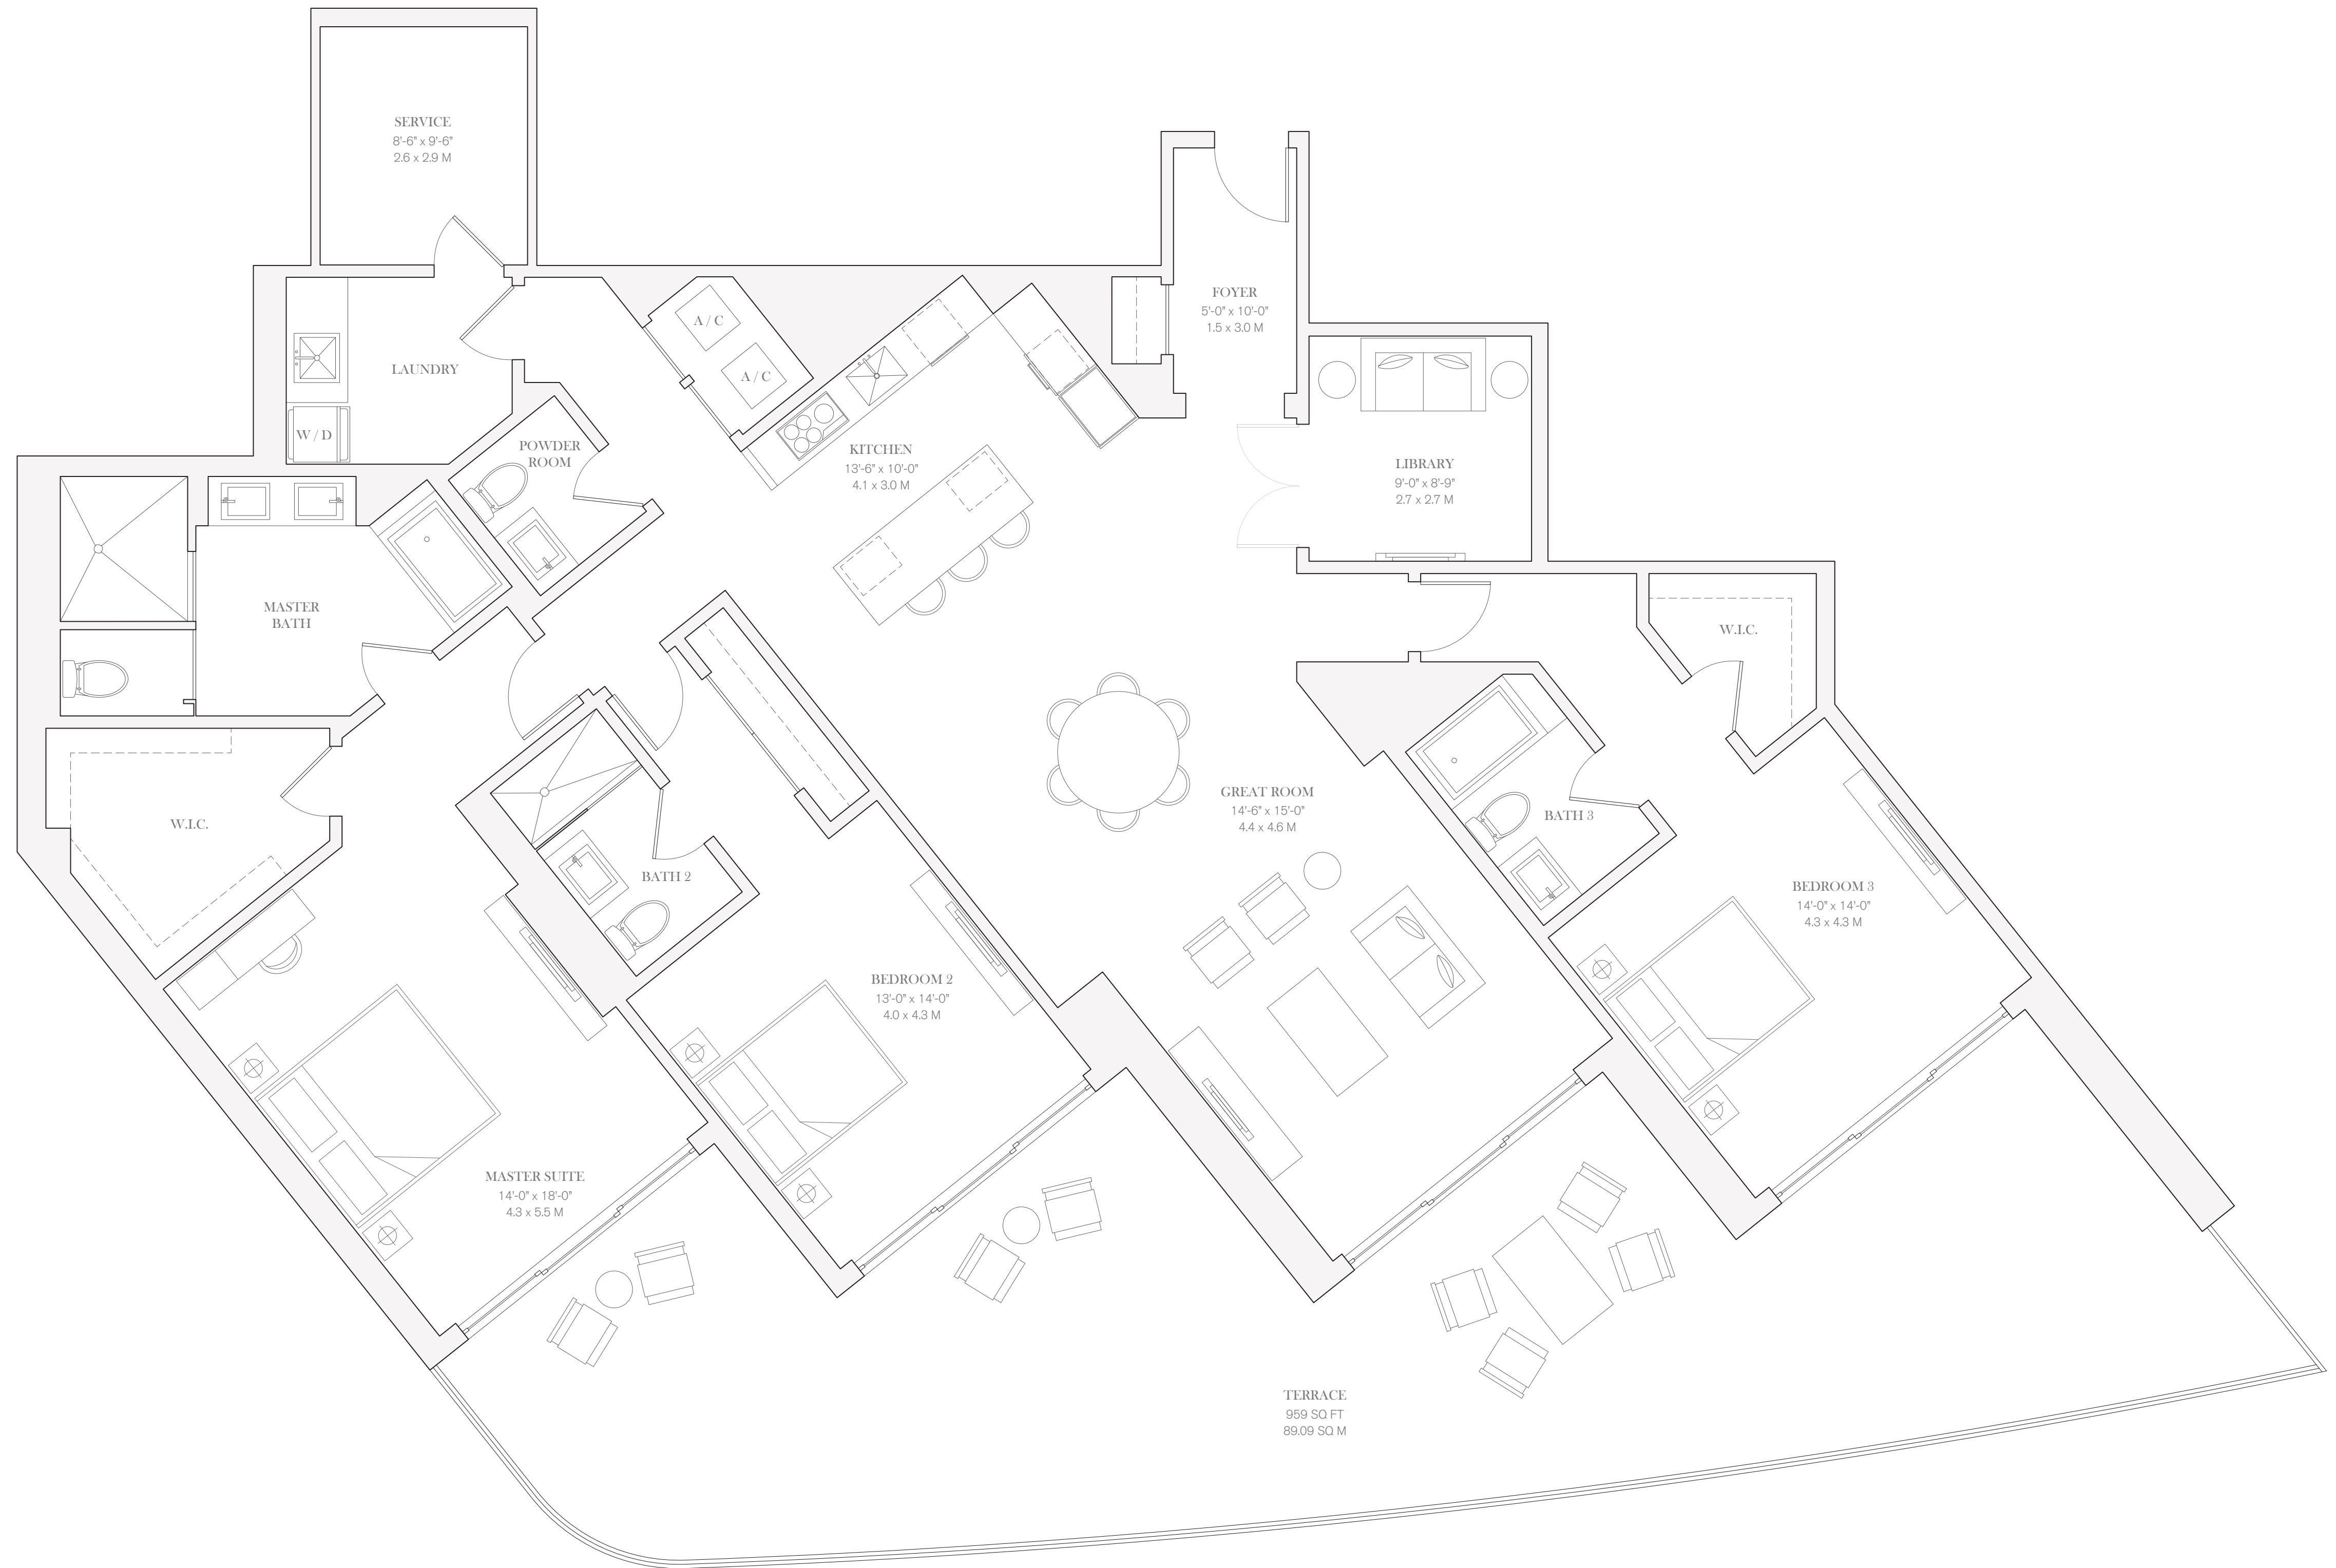 SERVICE
8'-6" x 9'-6"
2.6 x 2.9 M
FOYER
5'-0" x 10'-0"
1.5 x 3.0 M
A / C
A / C
LAUNDRY
W / D
POWDER
ROOM
KITCHEN
13'-6" x 10'-0"
4.1 x 3.0 M
LIBRARY
9'-0" x 8'-9"
2.7 x 2.7 M
MASTER
BATH
W.I.C.
W.I.C.
GREAT ROOM
14'-6" x 15'-0"
4.4 x 4.6 M
BATH 3
BATH 2
BEDROOM 3
14'-0" x 14'-0"
4.3 x 4.3 M
BEDROOM 2
13'-0" x 14'-0"
4.0 x 4.3 M
MASTER SUITE
14'-0" x 18'-0"
4.3 x 5.5 M
TERRACE
959 SQ FT
89.09 SQ M